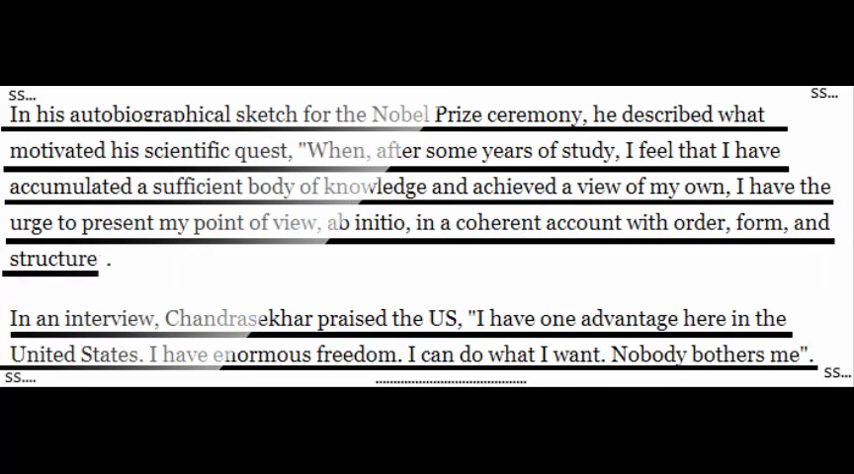 ss... ss...
In his autobiographical sketch for the Nobel Prize ceremony, he described what
motivated his scientific quest, "When, after some years of study, I feel that I have
accumulated a sufficient body of knowledge and achieved a view of my own, I have the
urge to present my point of view, ab initio, in a coherent account with order, form, and
structure .
In an interview, Chandrasekhar praised the US, "I have one advantage here in the
United States. I have enormous freedom. I can do what I want. Nobody bothers me".
ss.... .......................................... ss...